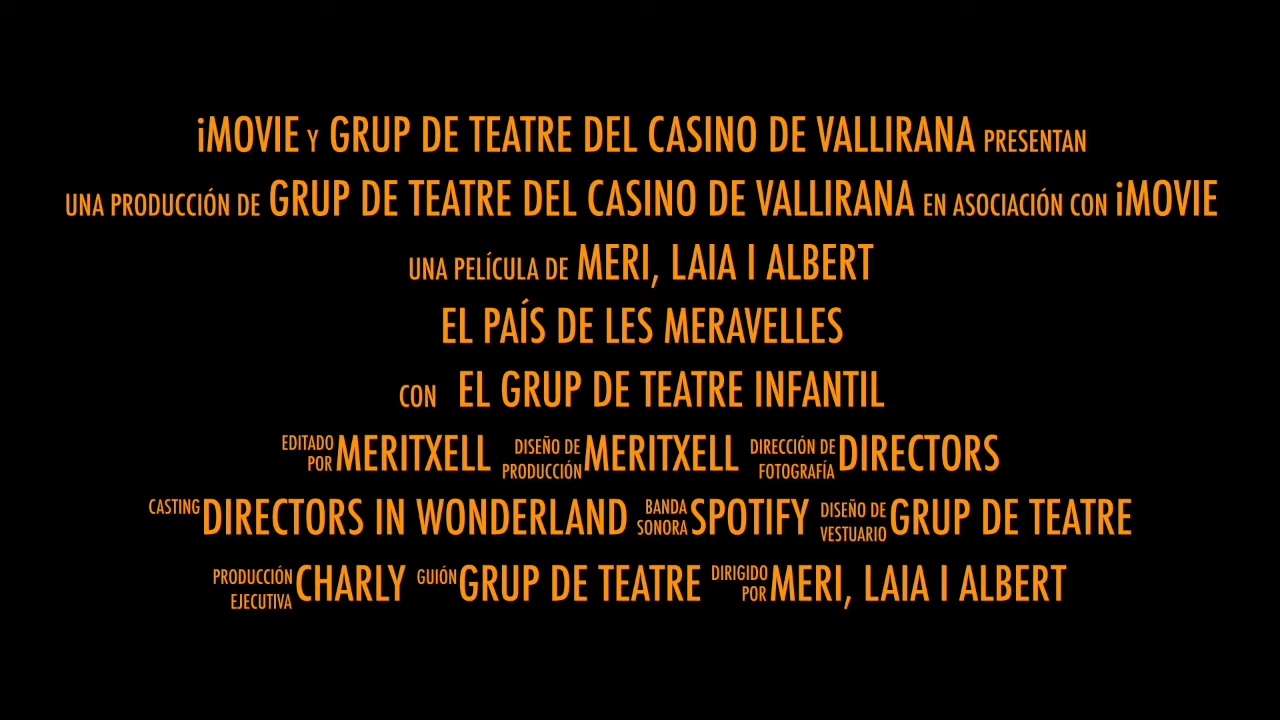 iMOVIE Y GRUP DE TEATRE DEL CASINO DE VALLIRANA PRESENTAN
UNA PRODUCCIÓN DE GRUP DE TEATRE DEL CASINO DE VALLIRANA EN ASOCIACIÓN CON iMOVIE
UNA PELÍCULA DE MERI, LAIA I ALBERT
EL PAÍS DE LES MERAVELLES
CON EL GRUP DE TEATRE INFANTIL
EDITADO POR MERITXELL DISEÑO DE PRODUCCIÓN MERITXELL DIRECCIÓN DE FOTOGRAFÍA DIRECTORS
CASTING DIRECTORS IN WONDERLAND BANDA SONORA SPOTIFY DISEÑO DE VESTUARIO GRUP DE TEATRE
PRODUCCIÓN EJECUTIVA CHARLY GUIÓN GRUP DE TEATRE DIRIGIDO POR MERI, LAIA I ALBERT